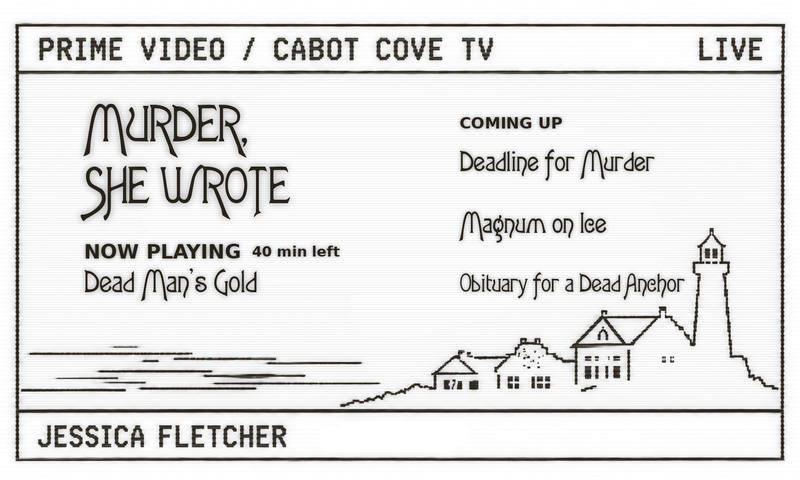 PRIME VIDEO / CABOT COVE TV
LIVE
MURDER,
SHE WROTE
NOW PLAYING 40 min left
Dead Man's Gold
COMING UP
Deadline for Murder
Magnum on Ice
Obituary for a Dead Anchor
JESSICA FLETCHER